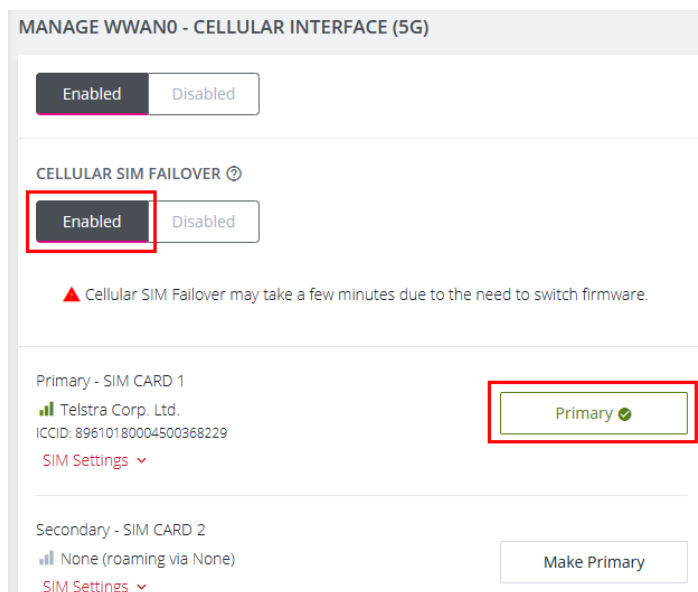 MANAGE WWAN0 - CELLULAR INTERFACE (5G)
Enabled Disabled
CELLULAR SIM FAILOVER
Enabled Disabled
Cellular SIM Failover may take a few minutes due to the need to switch firmware.
Primary - SIM CARD 1
Telstra Corp. Ltd.
ICCID: 89610180004500368229
Primary
SIM Settings
Secondary - SIM CARD 2
None (roaming via None)
Make Primary
SIM Settings